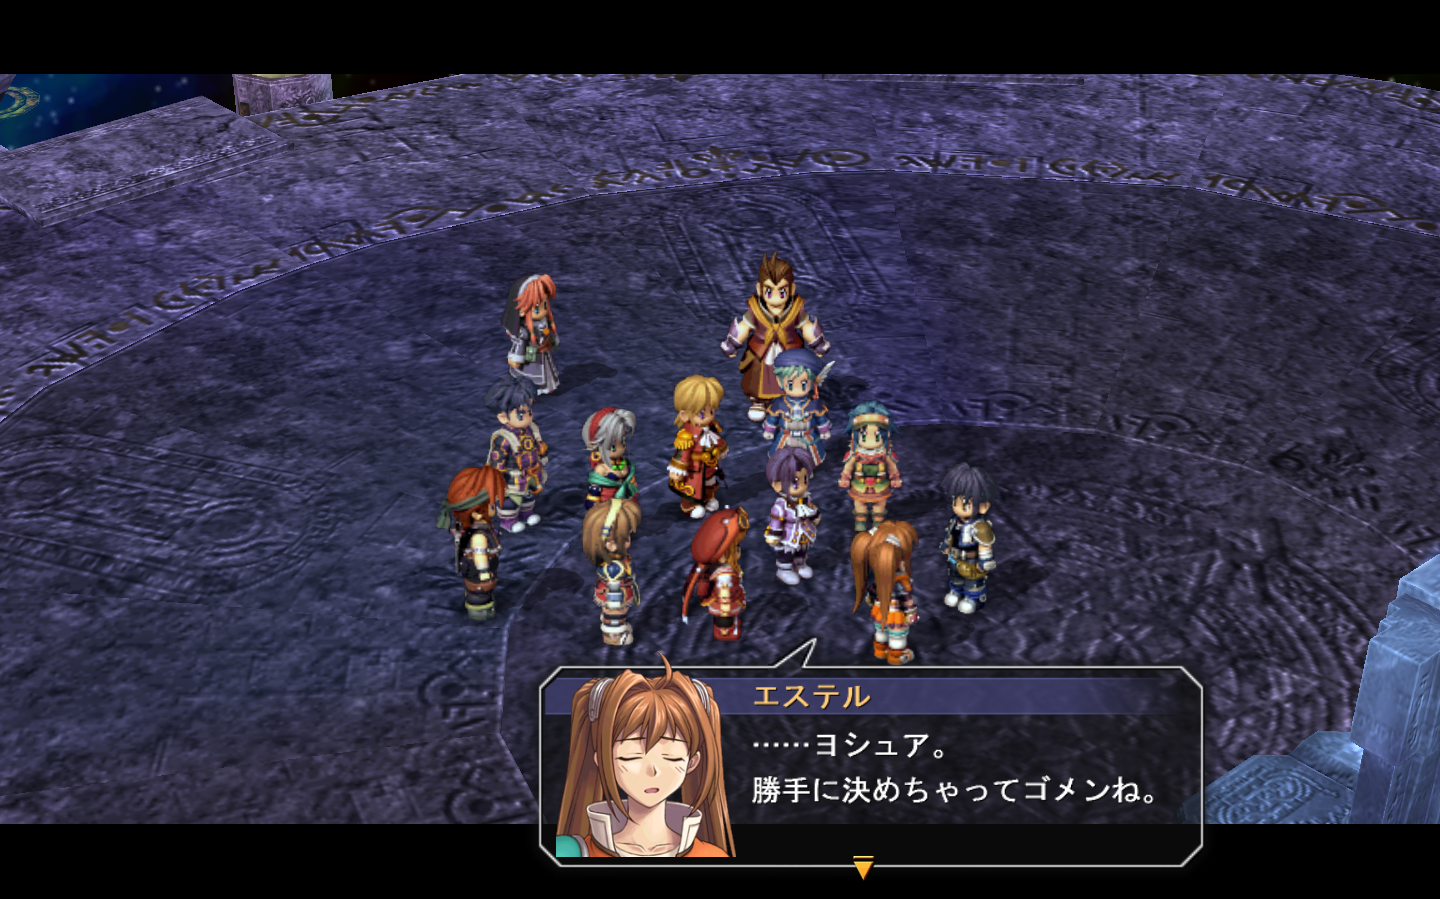 エステル
……ヨシュア。
勝手に決めちゃってゴメンね。